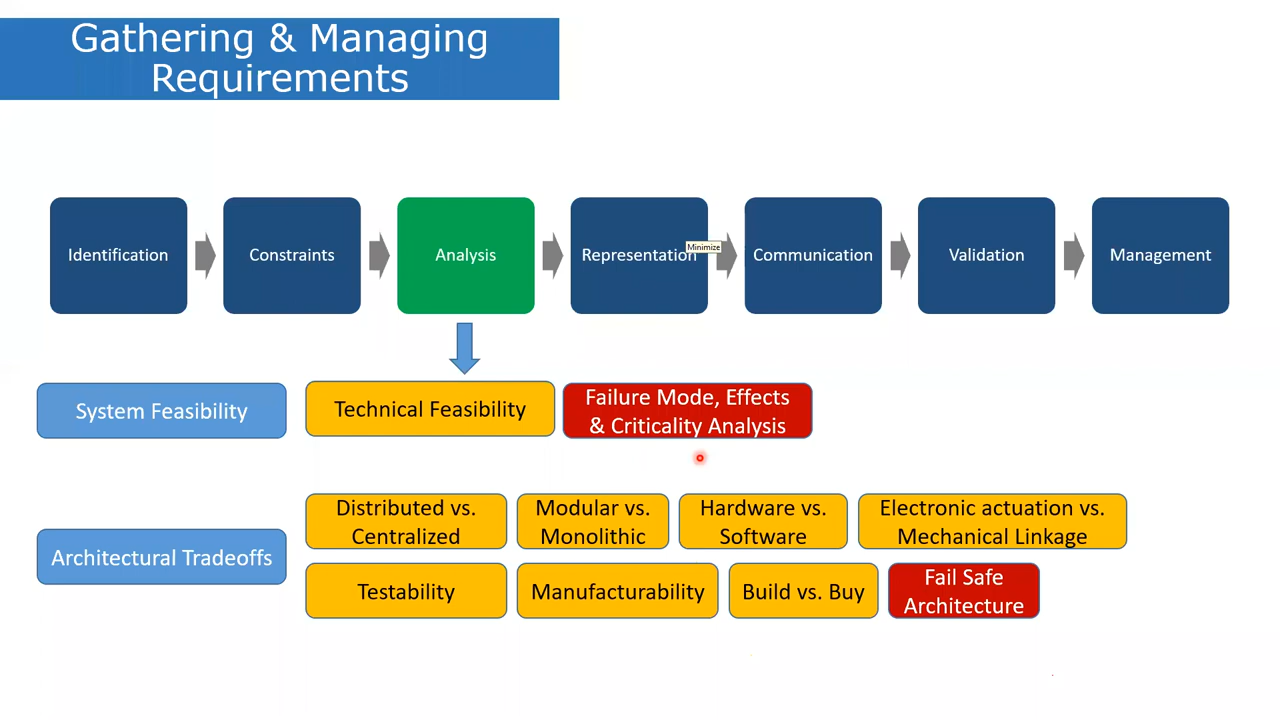 Gathering & Managing
Requirements
Identification
Constraints
Analysis
Representation
Minimize
Communication
Validation
Management
System Feasibility
Technical Feasibility
Failure Mode, Effects
& Criticality Analysis
Architectural Tradeoffs
Distributed vs.
Centralized
Modular vs.
Monolithic
Hardware vs.
Software
Electronic actuation vs.
Mechanical Linkage
Testability
Manufacturability
Build vs. Buy
Fail Safe
Architecture